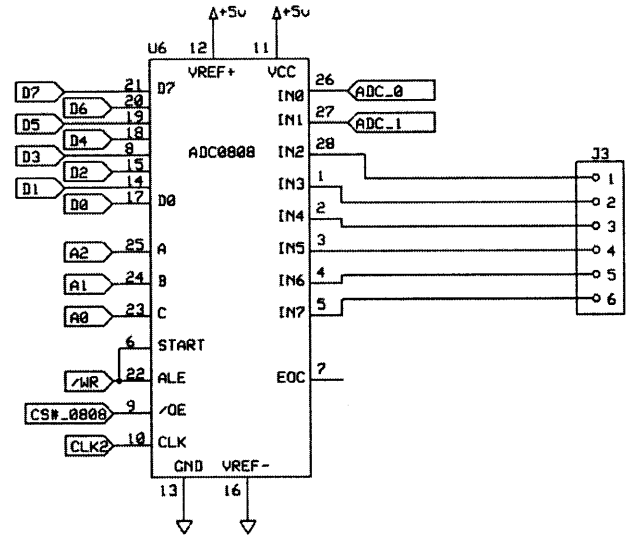 +5v +5v
U6 12 11
VREF+ VCC
D7 21 D7 26 ADC_0
D6 20 IN0
D5 19 IN1 27 ADC_1
D4 18 28
D3 8 ADC0808 IN2 J3
D2 15 1 1
D1 14 IN3 2
D0 17 D0 2 3
IN4
A2 25 A IN5 3 4
A1 24 B IN6 4 5
A0 23 C IN7 5 6
6 START
/WR 22 ALE EOC 7
CS#_0808 9 /OE
CLK2 10 CLK
GND VREF-
13 16